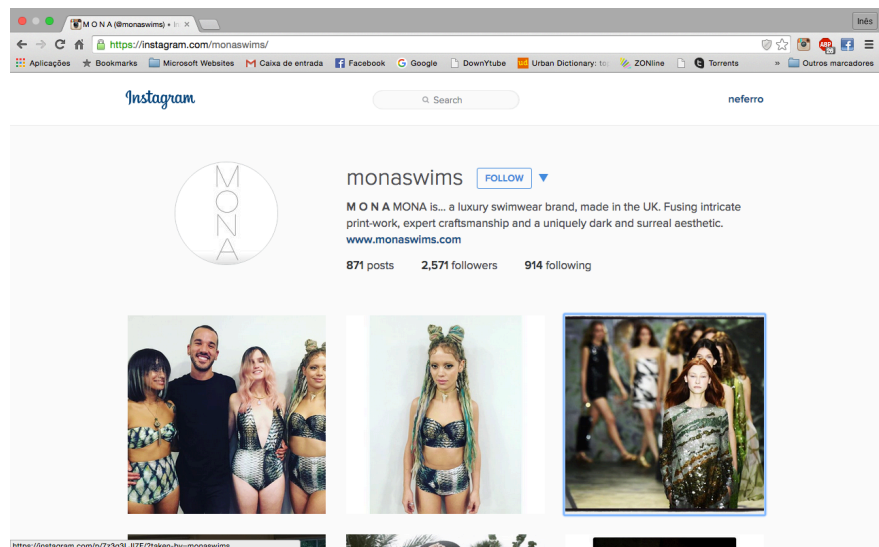 M O N A (@monaswims) • In
Inês
https://instagram.com/monaswims/
ABP
26
Aplicações
Bookmarks
Microsoft Websites
Caixa de entrada
Facebook
Google
DownYtube
ud Urban Dictionary: to
ZONline
Torrents
»
Outros marcadores
Instagram
Search
neferro
MONA
monaswims FOLLOW
M O N A MONA is... a luxury swimwear brand, made in the UK. Fusing intricate
print-work, expert craftsmanship and a uniquely dark and surreal aesthetic.
www.monaswims.com
871 posts 2,571 followers 914 following